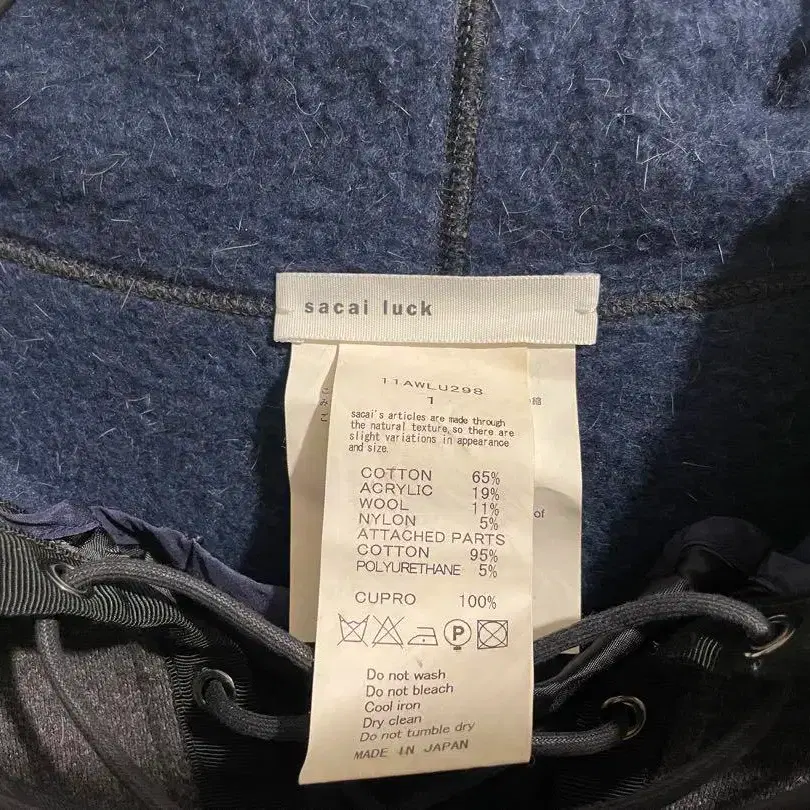 sacai luck
11AWLU298
1
sacai's articles are made through
the natural texture, so there are
slight variations in appearance
and size.
COTTON 65%
ACRYLIC 19%
WOOL 11%
NYLON 5%
ATTACHED PARTS
COTTON 95%
POLYURETHANE 5%
CUPRO 100%
P
Do not wash
Do not bleach
Cool iron
Dry clean
Do not tumble dry
MADE IN JAPAN
of